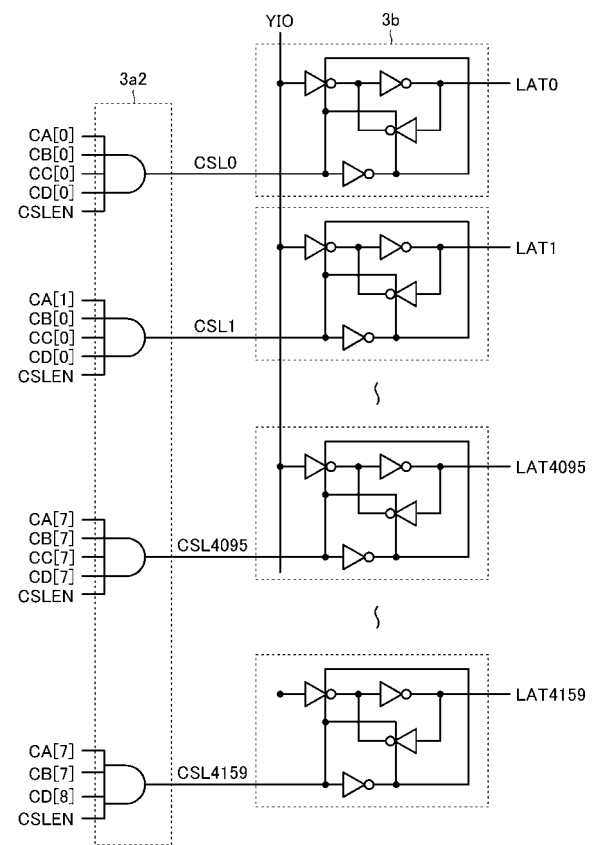 YIO
3b
3a2
CA[0]
CB[0]
CC[0]
CD[0]
CSLEN
CSL0
LAT0
CA[1]
CB[0]
CC[0]
CD[0]
CSLEN
CSL1
LAT1
CA[7]
CB[7]
CC[7]
CD[7]
CSLEN
CSL4095
LAT4095
CA[7]
CB[7]
CD[8]
CSLEN
CSL4159
LAT4159